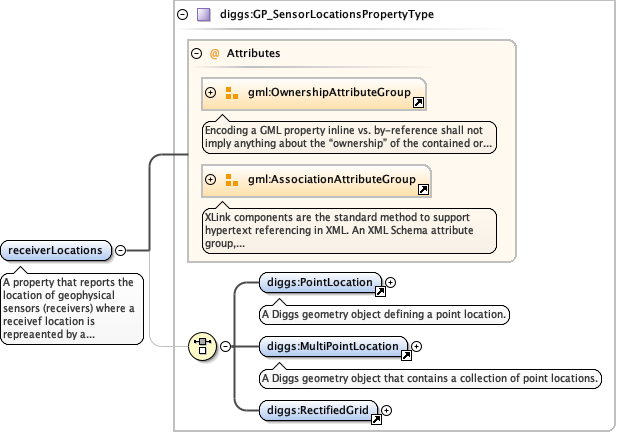 diggs:GP_SensorLocationsPropertyType
@ Attributes
gml:OwnershipAttributeGroup
Encoding a GML property inline vs. by-reference shall not
imply anything about the “ownership” of the contained or...
gml:AssociationAttributeGroup
XLink components are the standard method to support
hypertext referencing in XML. An XML Schema attribute
group,...
receiverLocations
A property that reports the
location of geophysical
sensors (receivers) where a
receivef location is
repreaented by a...
diggs:PointLocation
A Diggs geometry object defining a point location.
diggs:MultiPointLocation
A Diggs geometry object that contains a collection of point locations.
diggs:RectifiedGrid